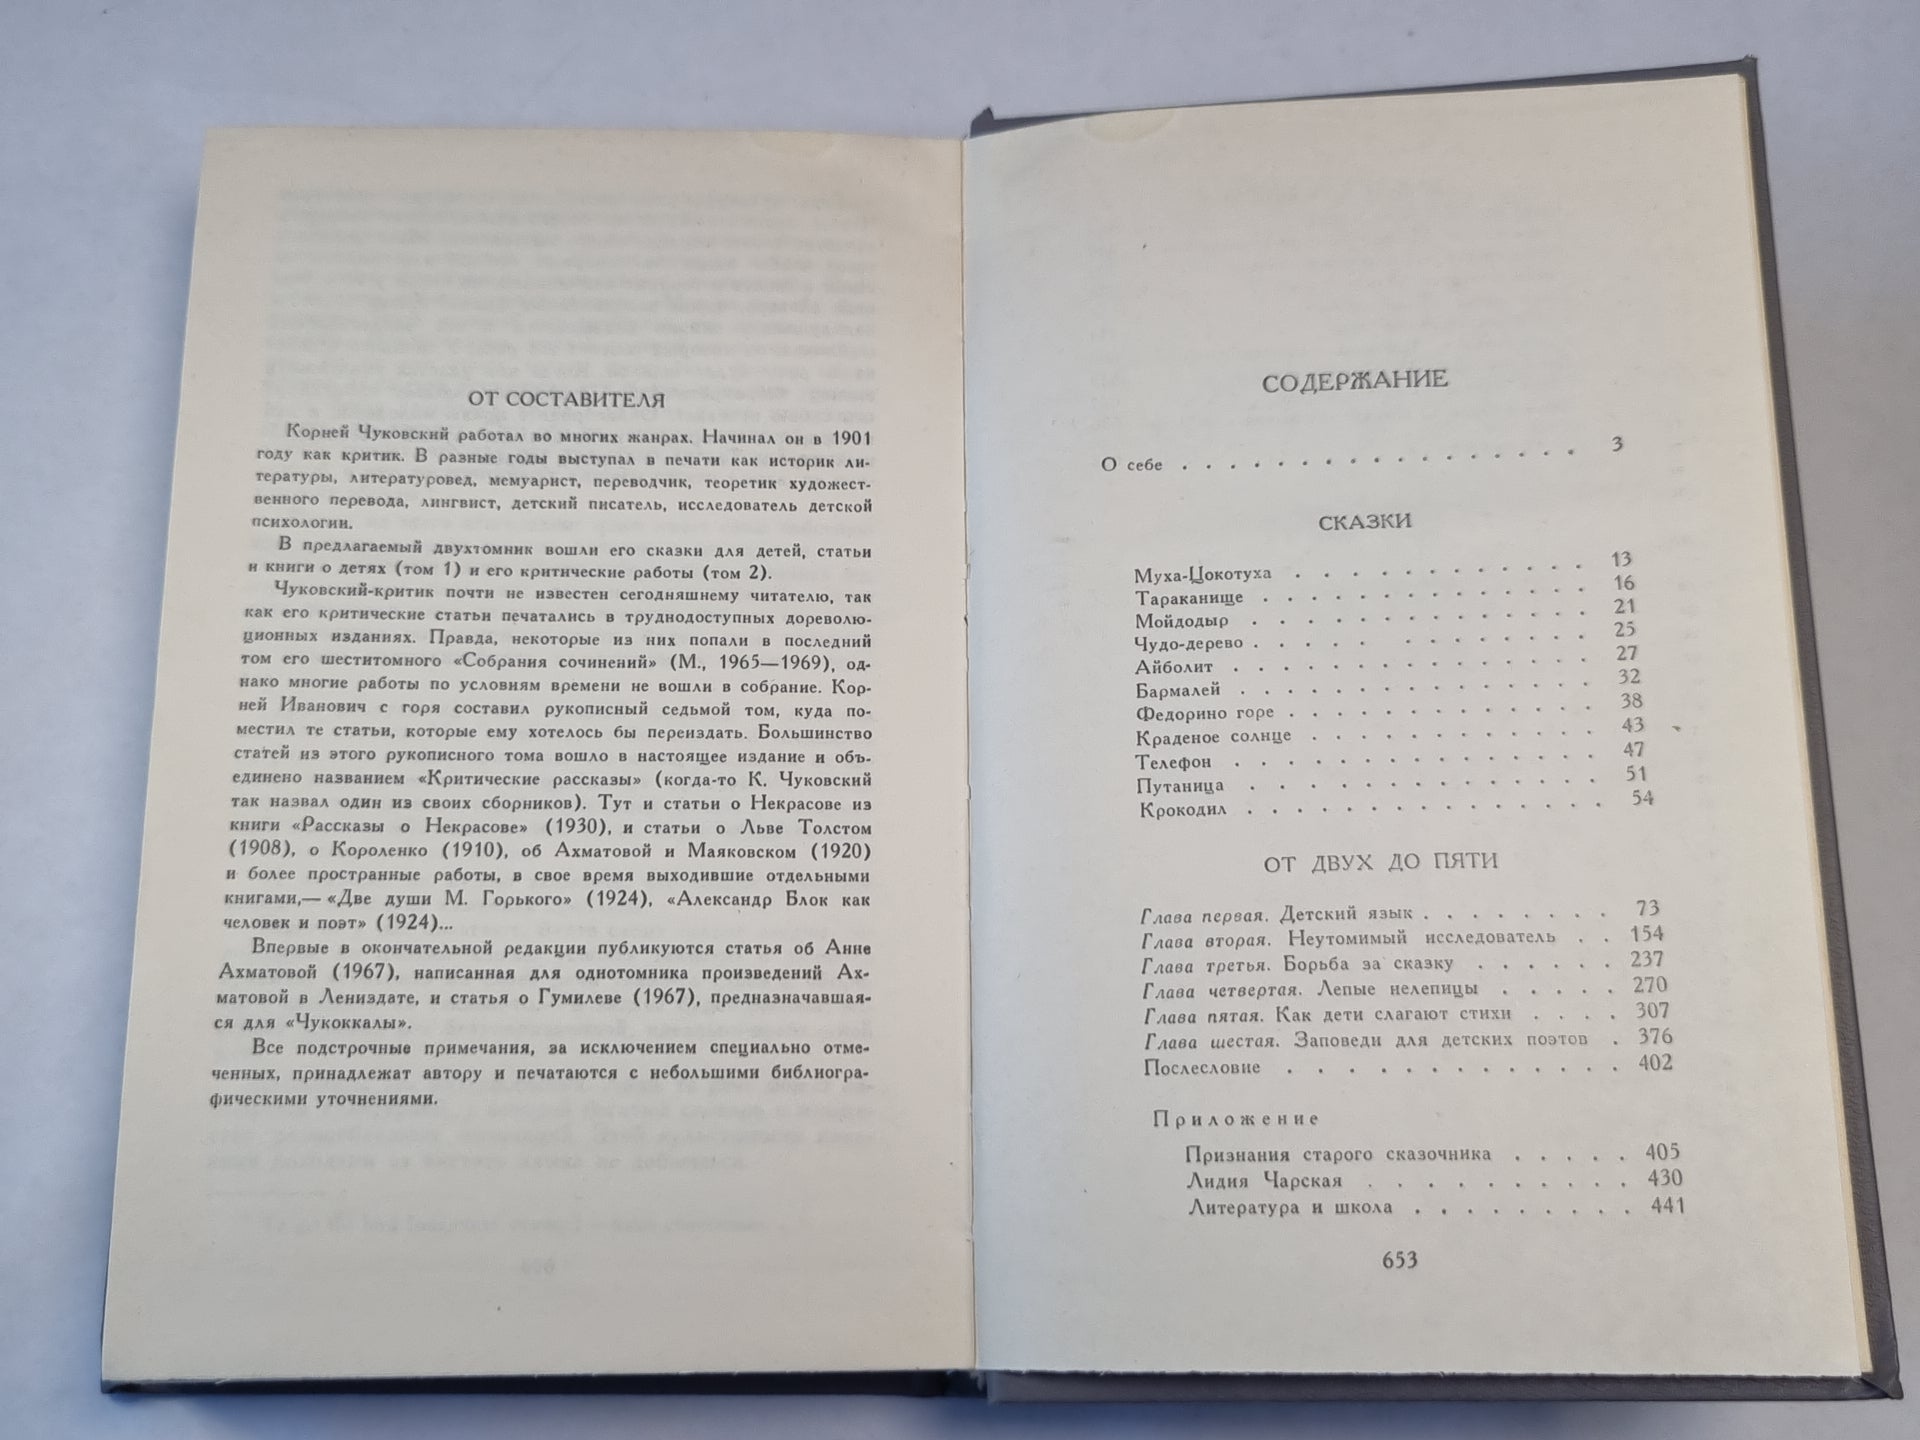 ОТ СОСТАВИТЕЛЯ
Корней Чуковский работал во многих жанрах. Начинал он в 1901
году как критик. В разные годы выступал в печати как историк ли-
тературы, литературовед, мемуарист, переводчик, теоретик художест-
венного перевода, лингвист, детский писатель, исследователь детской
психологии.
В предлагаемый двухтомник вошли его сказки для детей, статьи
и книги о детях (том 1) и его критические работы (том 2).
Чуковский-критик почти не известен сегодняшнему читателю, так
как его критические статьи печатались в труднодоступных дореволю-
ционных изданиях. Правда, некоторые из них попали в последний
том его шеститомного «Собрания сочинений» (М., 1965—1969), од-
нако многие работы по условиям времени не вошли в собрание. Кор-
ней Иванович с горя составил рукописный седьмой том, куда по-
местил те статьи, которые ему хотелось бы переиздать. Большинство
статей из этого рукописного тома вошло в настоящее издание и объ-
единено названием «Критические рассказы» (когда-то К. Чуковский
так назвал один из своих сборников). Тут и статьи о Некрасове из
книги «Рассказы о Некрасове» (1930), и статьи о Льве Толстом
(1908), о Короленко (1910), об Ахматовой и Маяковском (1920)
и более пространные работы, в свое время выходившие отдельными
книгами,— «Две души М. Горького» (1924), «Александр Блок как
человек и поэт» (1924)...
Впервые в окончательной редакции публикуются статья об Анне
Ахматовой (1967), написанная для однотомника произведений Ах-
матовой в Лениздате, и статья о Гумилеве (1967), предназначавшая-
ся для «Чукоккалы».
Все подстрочные примечания, за исключением специально отме-
ченных, принадлежат автору и печатаются с небольшими библиогра-
фическими уточнениями.
СОДЕРЖАНИЕ
О себе . . . . . . . . . . . . . . . . . 3
СКАЗКИ
Муха-Цокотуха . . . . . . . . . . . . 13
Тараканище . . . . . . . . . . . . . 16
Мойдодыр . . . . . . . . . . . . . 21
Чудо-дерево . . . . . . . . . . . . 25
Айболит . . . . . . . . . . . . . . 27
Бармалей . . . . . . . . . . . . . 32
Федорино горе . . . . . . . . . . . . 38
Краденое солнце . . . . . . . . . . . 43
Телефон . . . . . . . . . . . . . . 47
Путаница . . . . . . . . . . . . . 51
Крокодил . . . . . . . . . . . . . 54
ОТ ДВУХ ДО ПЯТИ
Глава первая. Детский язык . . . . . . . . 73
Глава вторая. Неутомимый исследователь . . 154
Глава третья. Борьба за сказку . . . . . . 237
Глава четвертая. Лепые нелепицы . . . . . 270
Глава пятая. Как дети слагают стихи . . . . 307
Глава шестая. Заповеди для детских поэтов . 376
Послесловие . . . . . . . . . . . . 402
Приложение
Признания старого сказочника . . . . . 405
Лидия Чарская . . . . . . . . . . 430
Литература и школа . . . . . . . . . 441
653